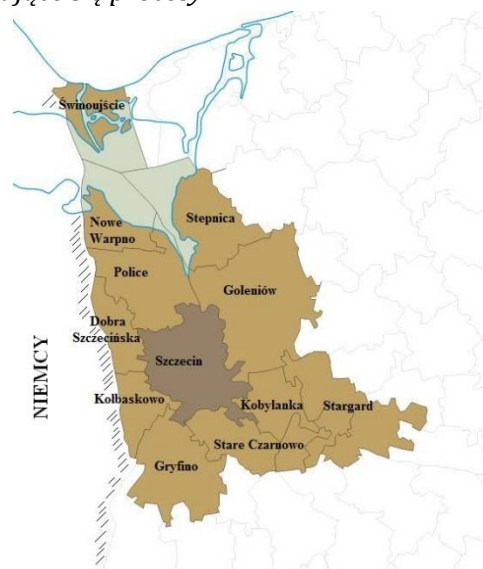 Świnoujście
Stepnica
Nowe
Warpno
Police
Goleniów
Dobra
Szczecińska
Szczecin
NIEMCY
Kołbaskowo
Kobylanka
Stargard
Stare Czarnowo
Gryfino